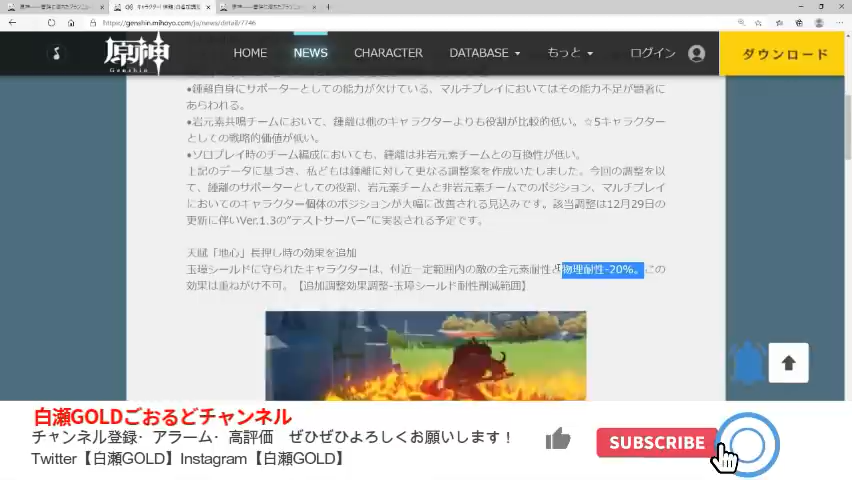 https://genshin.mihoyo.com/ja/news/detail/7746
原神
Genshin
HOME
NEWS
CHARACTER
DATABASE
もっと
ログイン
ダウンロード
●鍾離自身にサポーターとしての能力が欠けている、マルチプレイにおいてはその能力不足が顕著に
あらわれる。
●岩元素共鳴チームにおいて、鍾離は他のキャラクターよりも役割が比較的低い。☆5キャラクター
としての戦略的価値が低い。
●ソロプレイ時のチーム編成においても、鍾離は非岩元素チームとの互換性が低い。
上記のデータに基づき、私どもは鍾離に対して更なる調整案を作成いたしました。今回の調整を以
て、鍾離のサポーターとしての役割、岩元素チームと非岩元素チームでのポジション、マルチプレイ
においてのキャラクター個体のポジションが大幅に改善される見込みです。該当調整は12月29日の
更新に伴いVer.1.3の“テストサーバー”に実装される予定です。
天賦「地心」長押し時の効果を追加
玉璋シールドに守られたキャラクターは、付近一定範囲内の敵の全元素耐性と物理耐性-20%。この
効果は重ねがけ不可。【追加調整効果調整-玉璋シールド耐性削減範囲】
白瀬GOLDごおるどチャンネル
チャンネル登録・アラーム・高評価 ぜひぜひよろしくお願いします!
Twitter【白瀬GOLD】Instagram【白瀬GOLD】
SUBSCRIBE